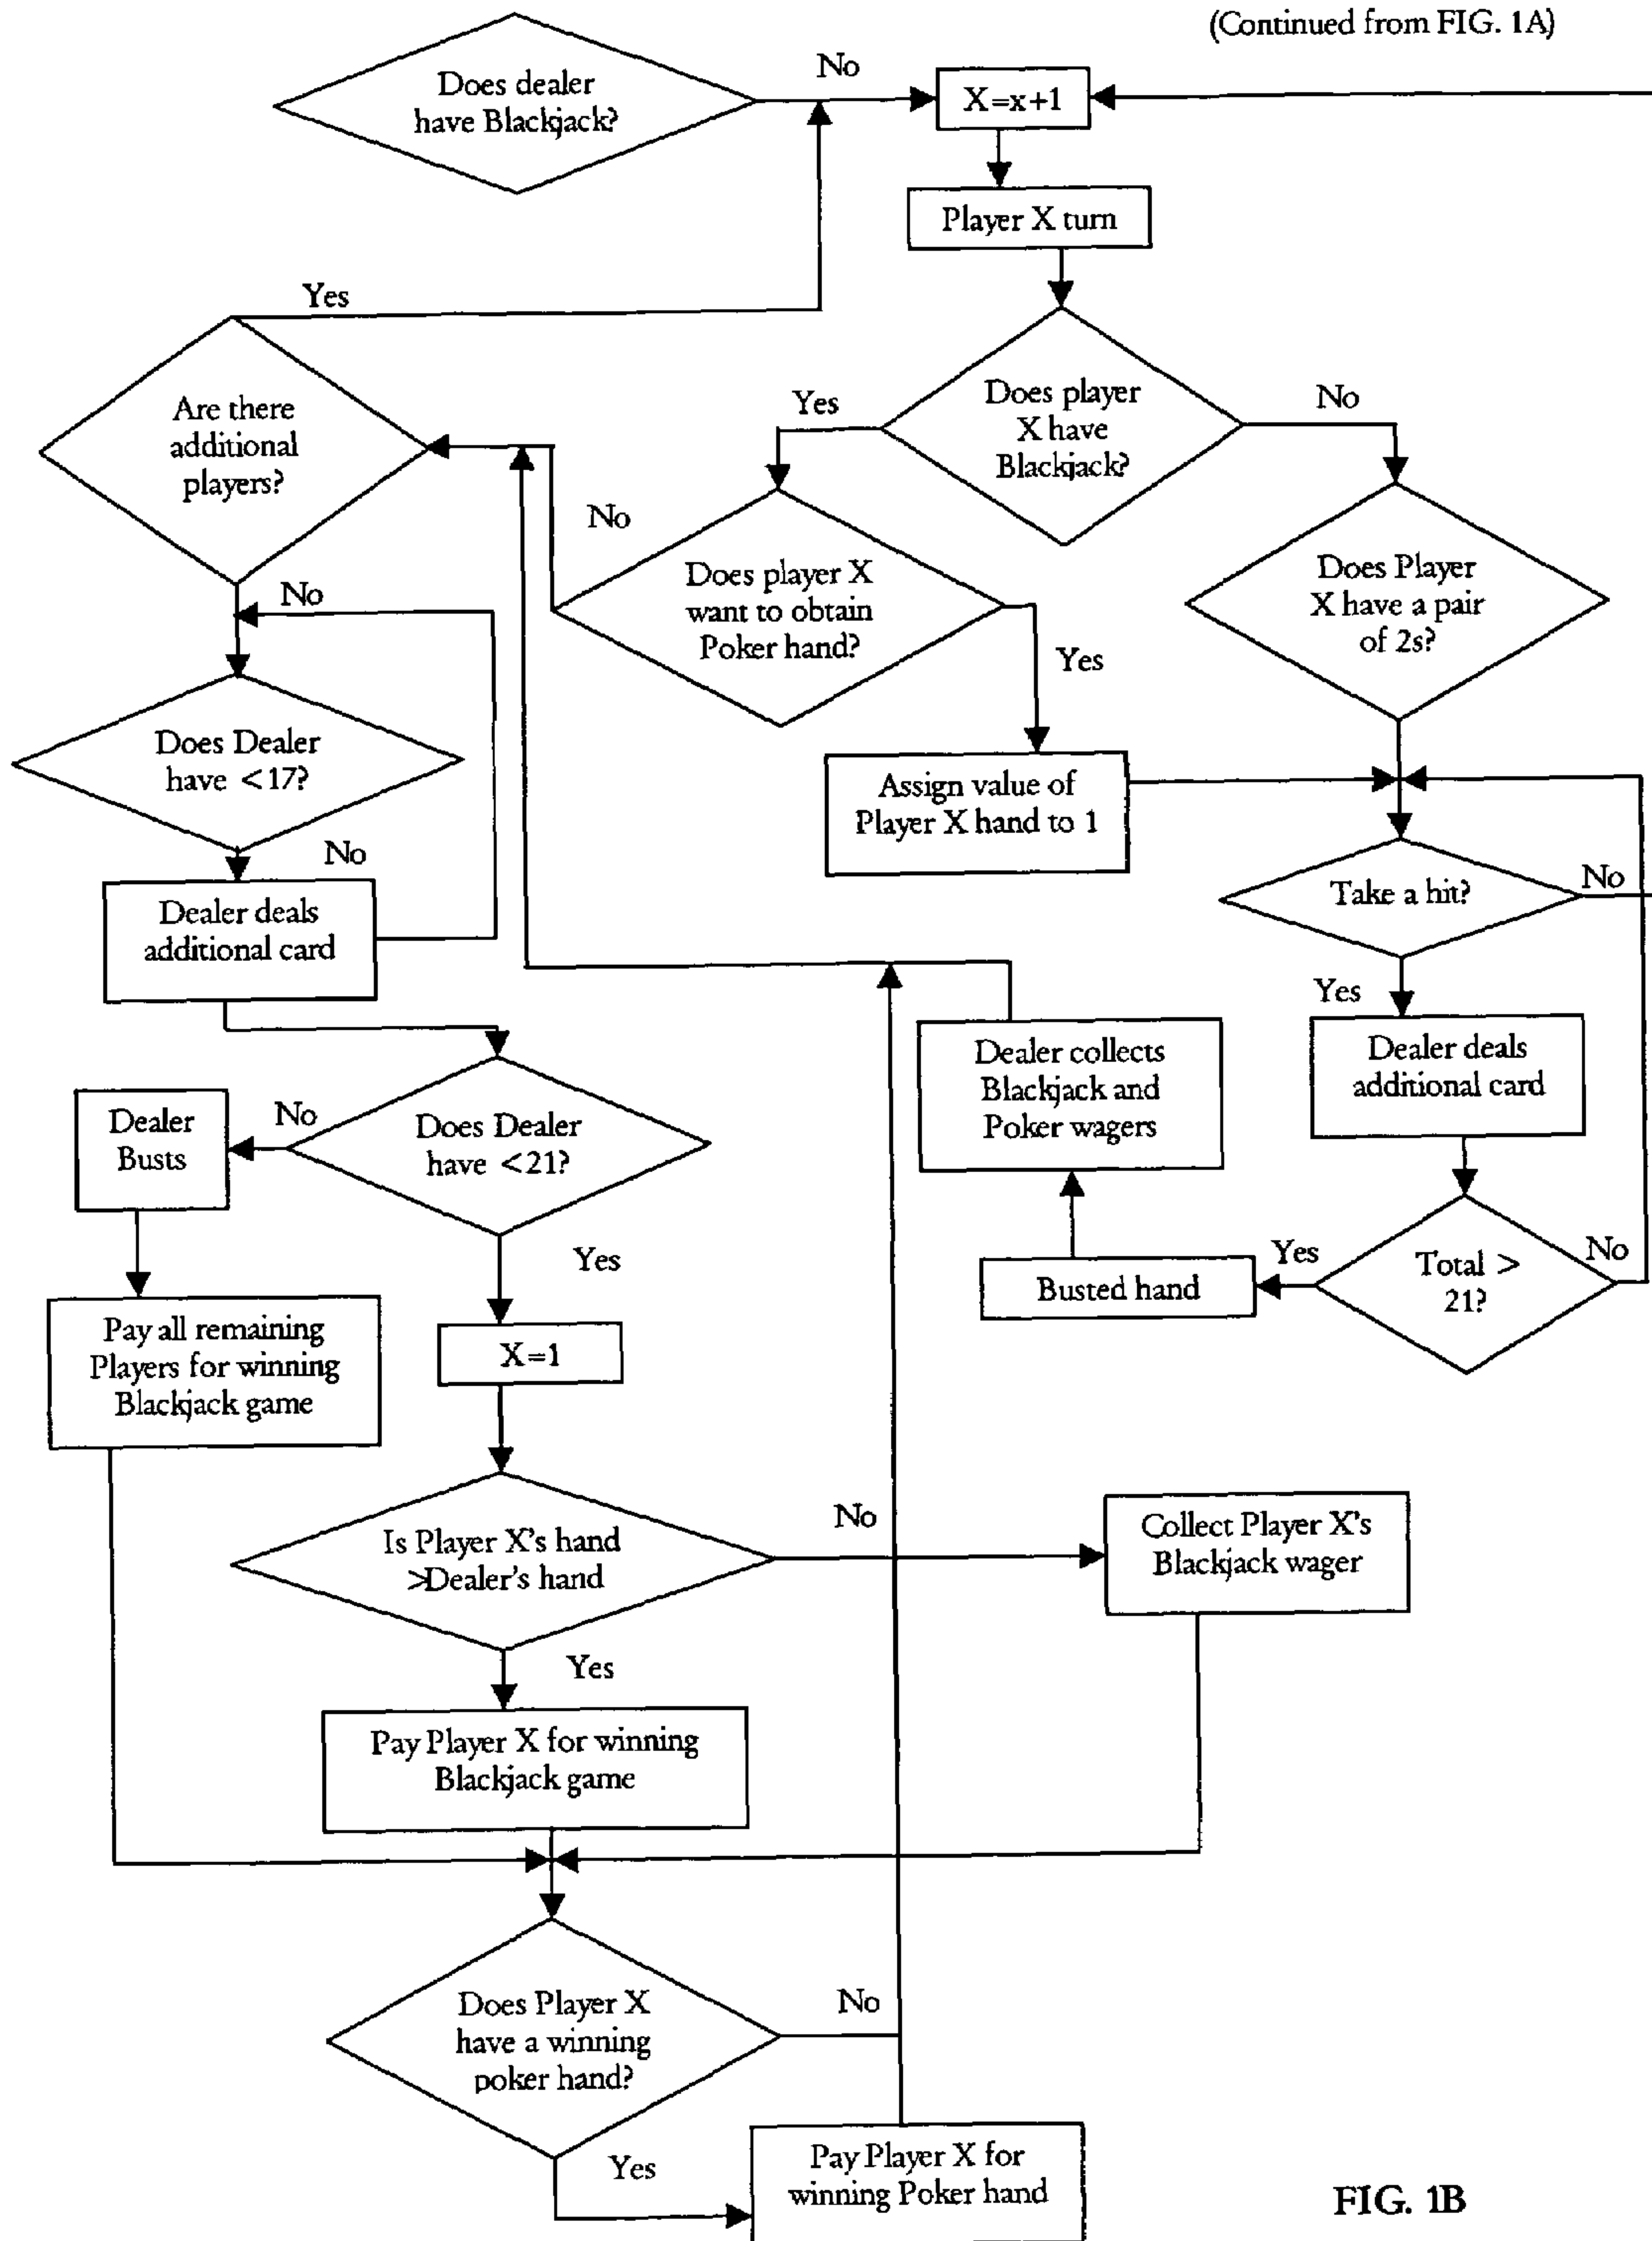 (Continued from FIG. 1A)
Does dealer
have Blackjack?
No
X=x+1
Player X turn
Yes
Are there
additional
players?
Yes
Does player
X have
Blackjack?
No
No
Does player X
want to obtain
Poker hand?
Yes
Does Player
X have a pair
of 2s?
No
Does Dealer
have <17?
Assign value of
Player X hand to 1
No
Dealer deals
additional card
Take a hit?
No
Yes
Dealer collects
Blackjack and
Poker wagers
Dealer deals
additional card
Dealer
Busts
No
Does Dealer
have <21?
Yes
Busted hand
Yes
Total >
21?
No
Pay all remaining
Players for winning
Blackjack game
X=1
Is Player X's hand
>Dealer's hand
No
Collect Player X's
Blackjack wager
Yes
Pay Player X for winning
Blackjack game
Does Player X
have a winning
poker hand?
No
Yes
Pay Player X for
winning Poker hand
FIG. 1B